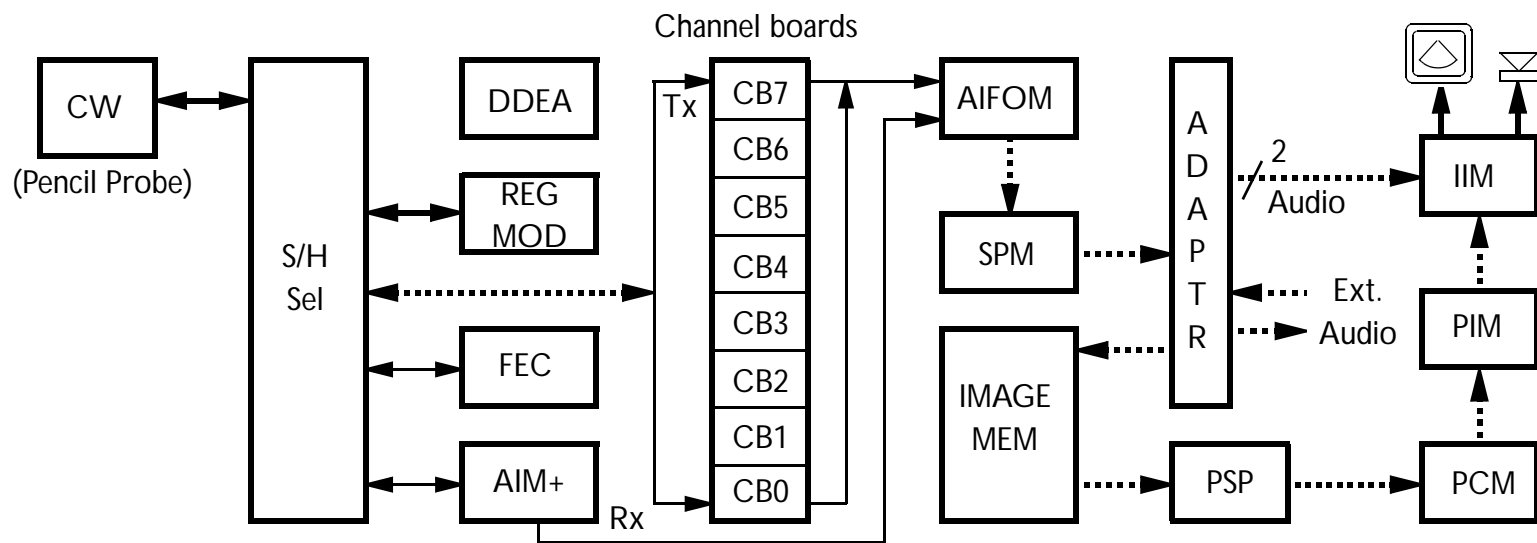 Channel boards
CW
(Pencil Probe)
S/H
Sel
DDEA
REG
MOD
FEC
AIM+
Tx
Rx
CB7
CB6
CB5
CB4
CB3
CB2
CB1
CB0
AIFOM
SPM
IMAGE
MEM
A
D
A
P
T
R
2
Audio
Ext.
Audio
PSP
IIM
PIM
PCM